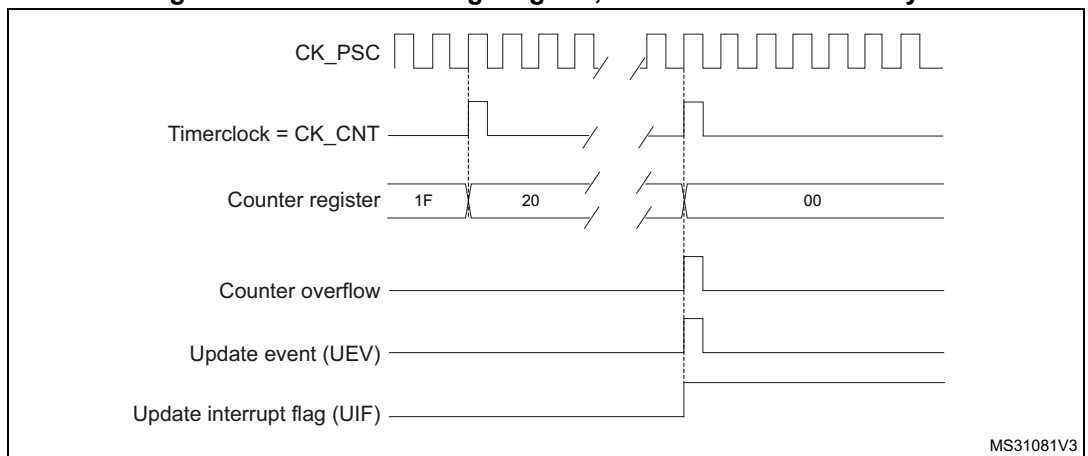 CK_PSC
Timerclock = CK_CNT
Counter register 1F 20 00
Counter overflow
Update event (UEV)
Update interrupt flag (UIF)
MS31081V3